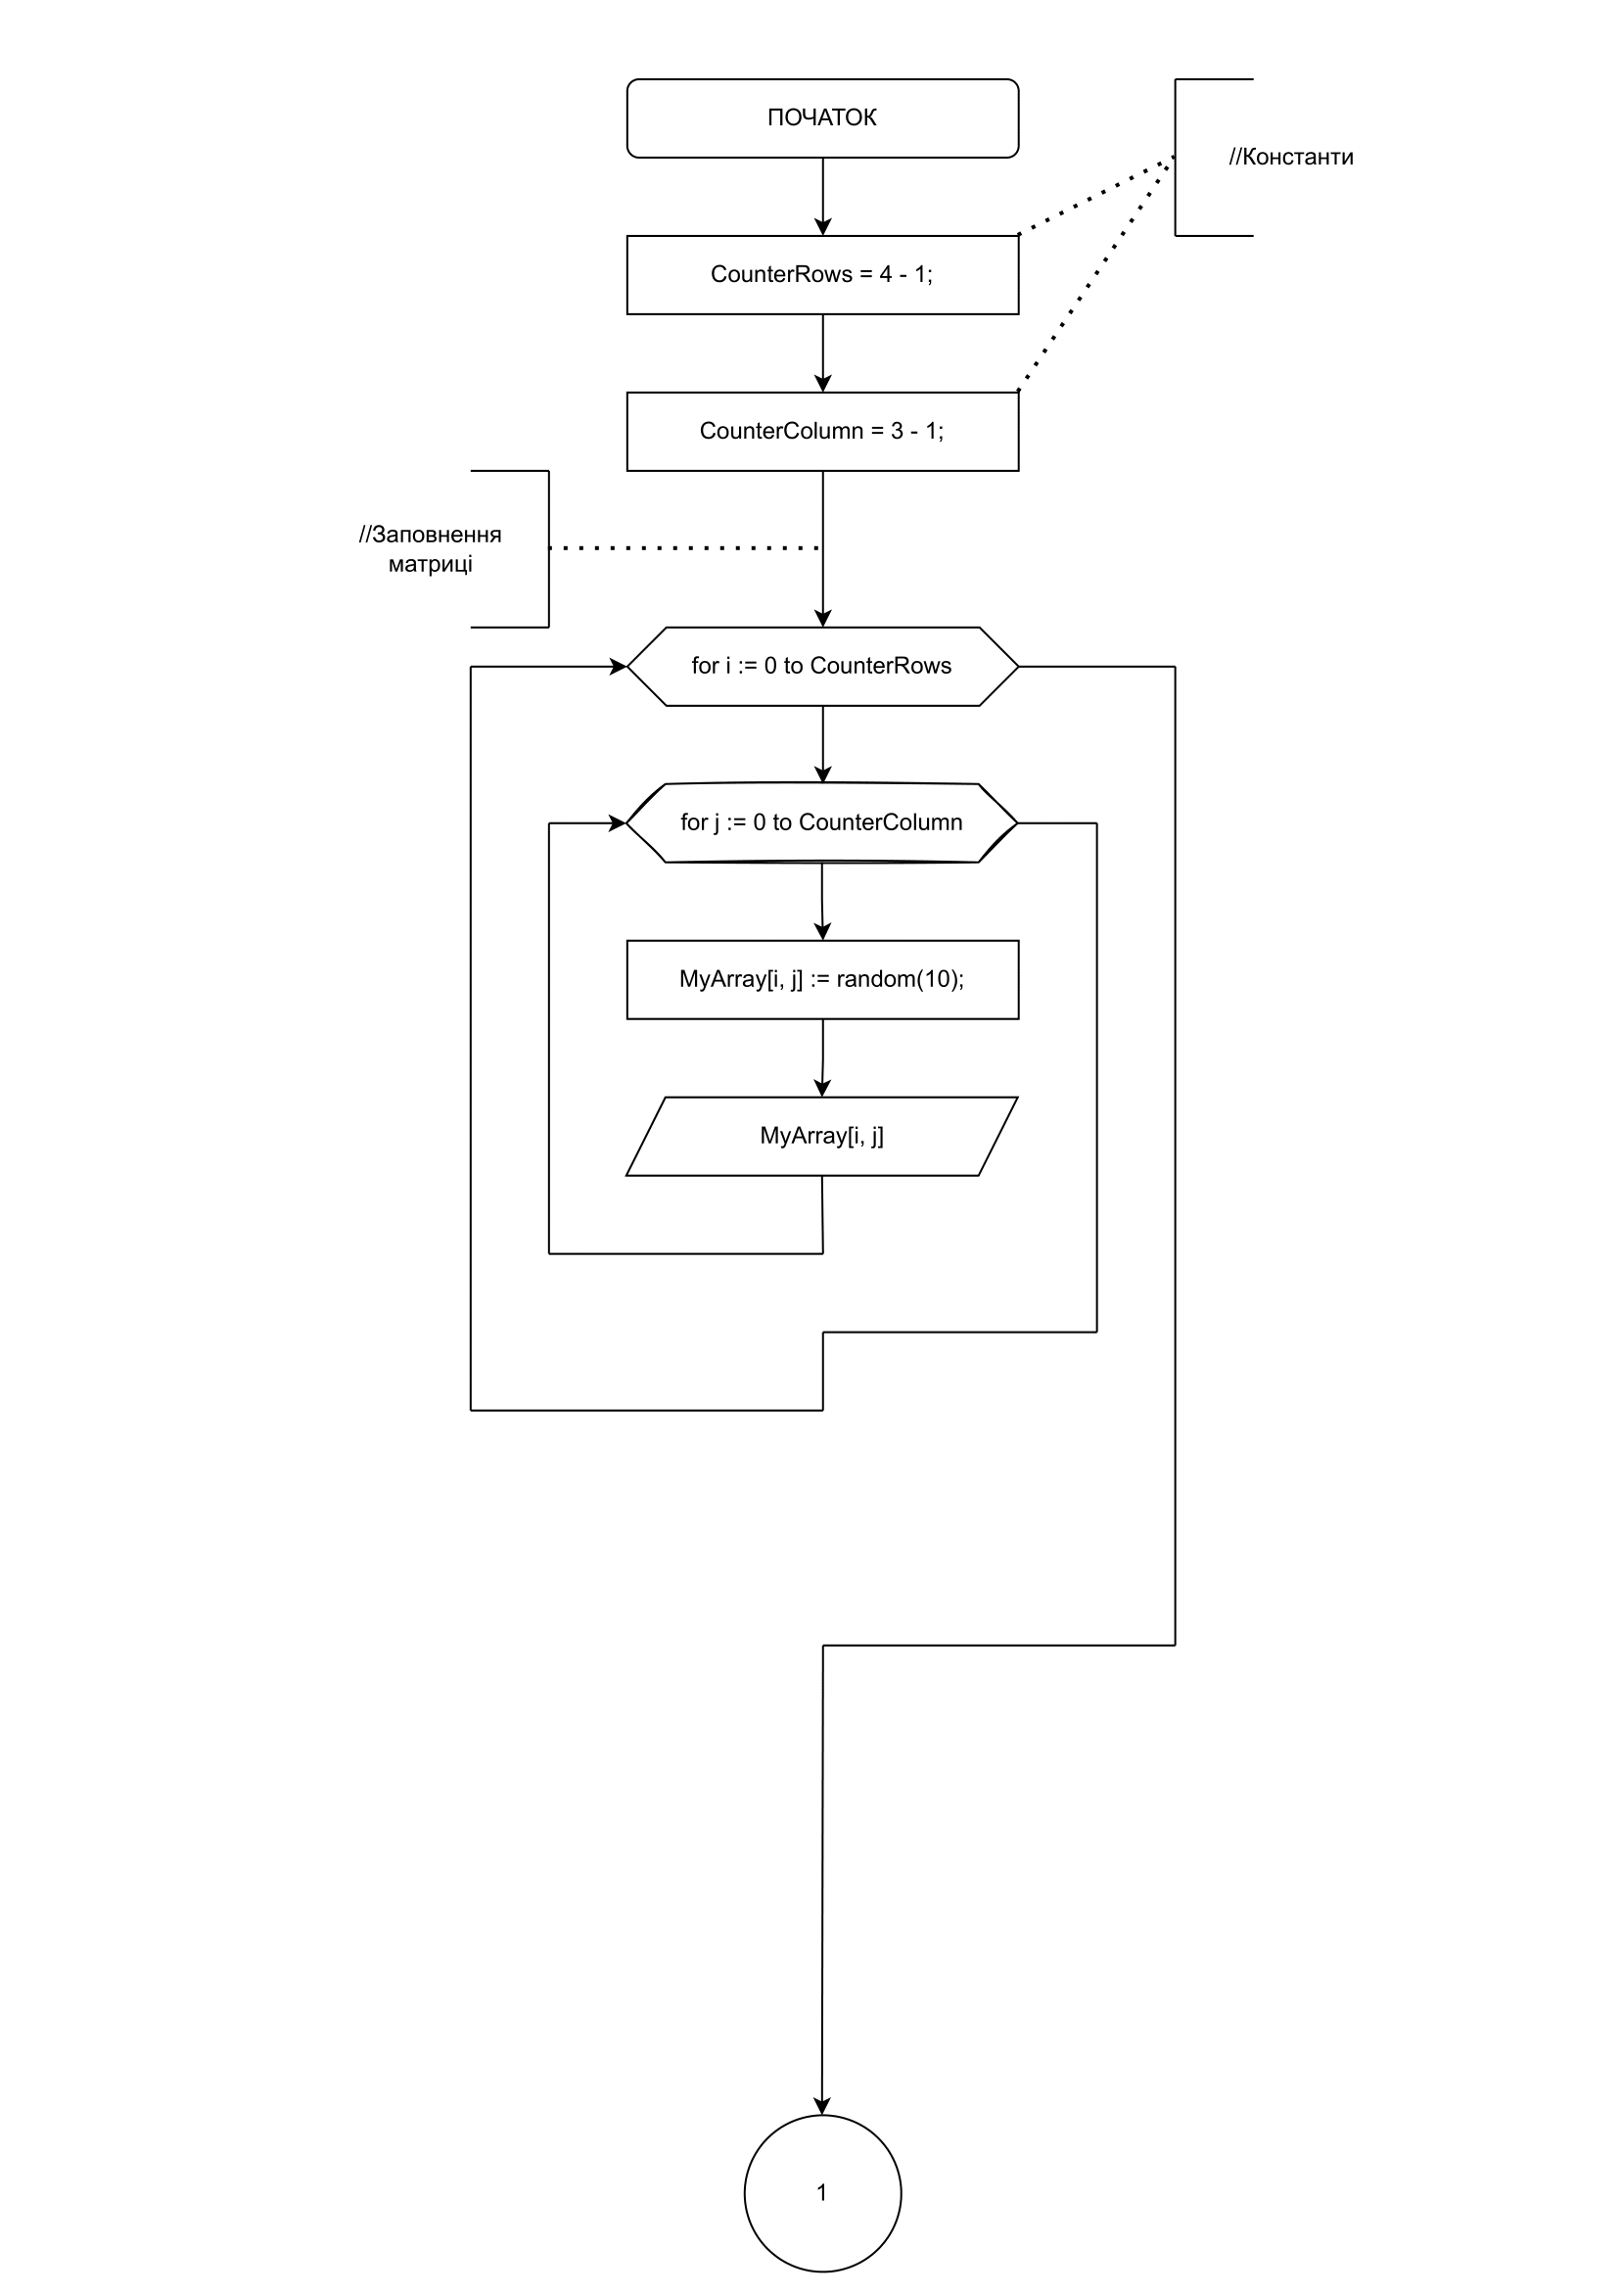 ПОЧАТОК
//Константи
CounterRows = 4 - 1;
CounterColumn = 3 - 1;
//Заповнення
матриці
for i := 0 to CounterRows
for j := 0 to CounterColumn
MyArray[i, j] := random(10);
MyArray[i, j]
1